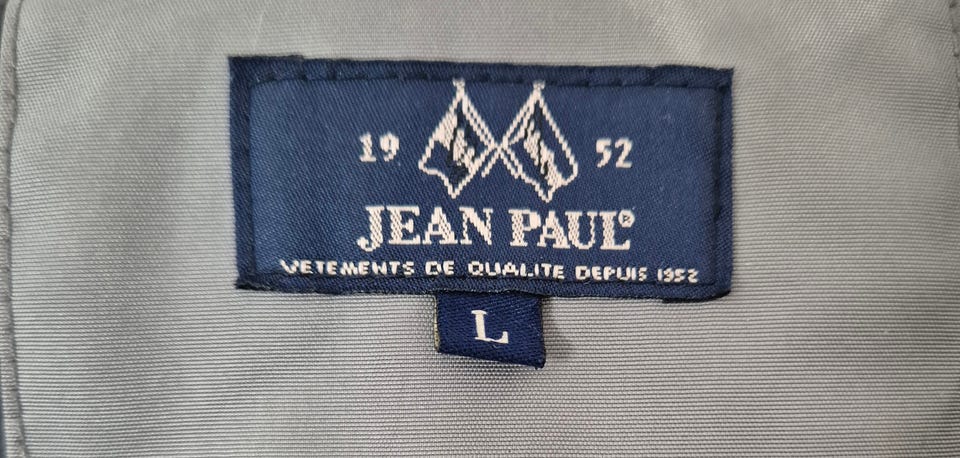 19 52
JEAN PAUL®
VETEMENTS DE QUALITE DEPUIS 1952
L